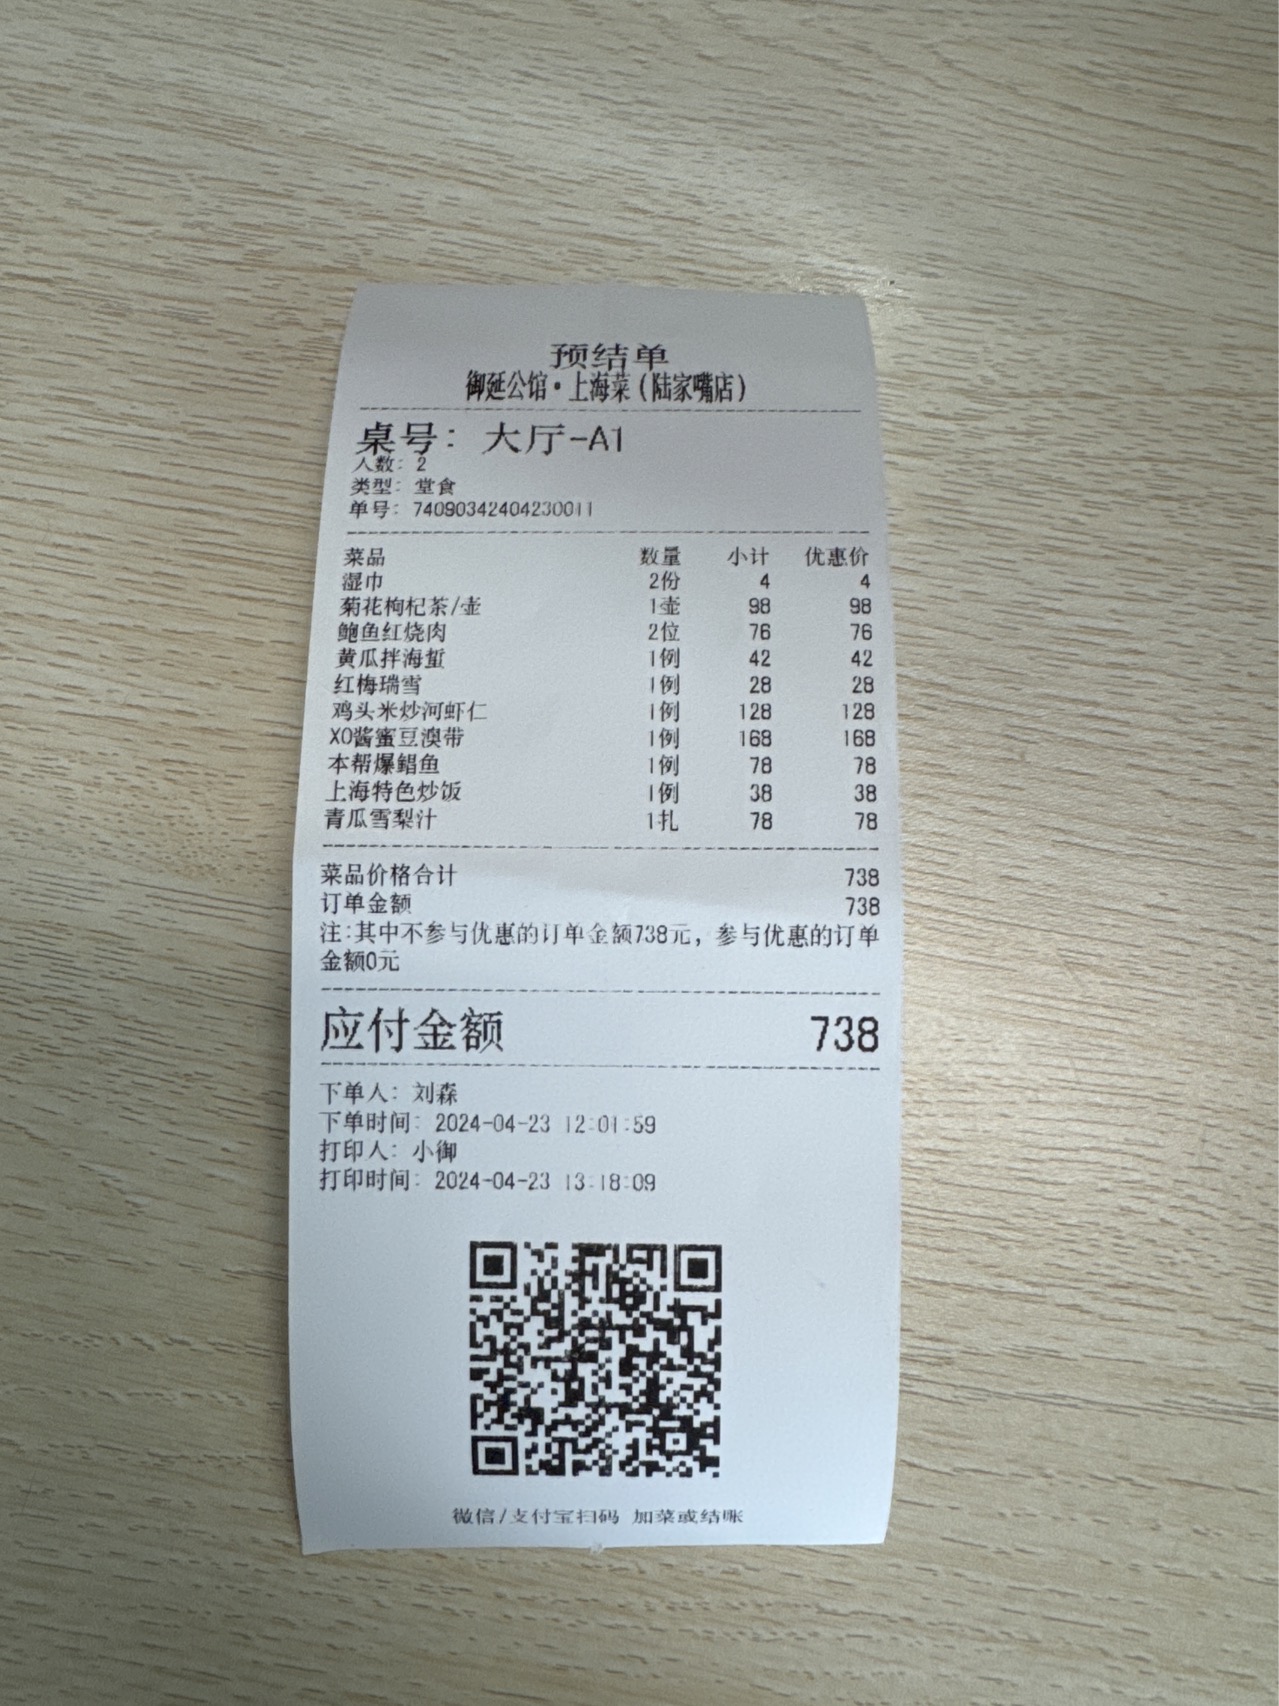 预结单
御延公馆•上海菜(陆家嘴店)
桌号: 大厅-A1
人数: 2
类型: 堂食
单号: 74090342404230011
菜品 数量 小计 优惠价
湿巾 2份 4 4
菊花枸杞茶/壶 1壶 98 98
鲍鱼红烧肉 2位 76 76
黄瓜拌海蜇 1例 42 42
红梅瑞雪 1例 28 28
鸡头米炒河虾仁 1例 128 128
XO酱蜜豆澳带 1例 168 168
本帮爆鲳鱼 1例 78 78
上海特色炒饭 1例 38 38
青瓜雪梨汁 1扎 78 78
菜品价格合计 738
订单金额 738
注:其中不参与优惠的订单金额738元, 参与优惠的订单
金额0元
应付金额 738
下单人: 刘森
下单时间: 2024-04-23 12:01:59
打印人: 小御
打印时间: 2024-04-23 13:18:09
微信/支付宝扫码 加菜或结账